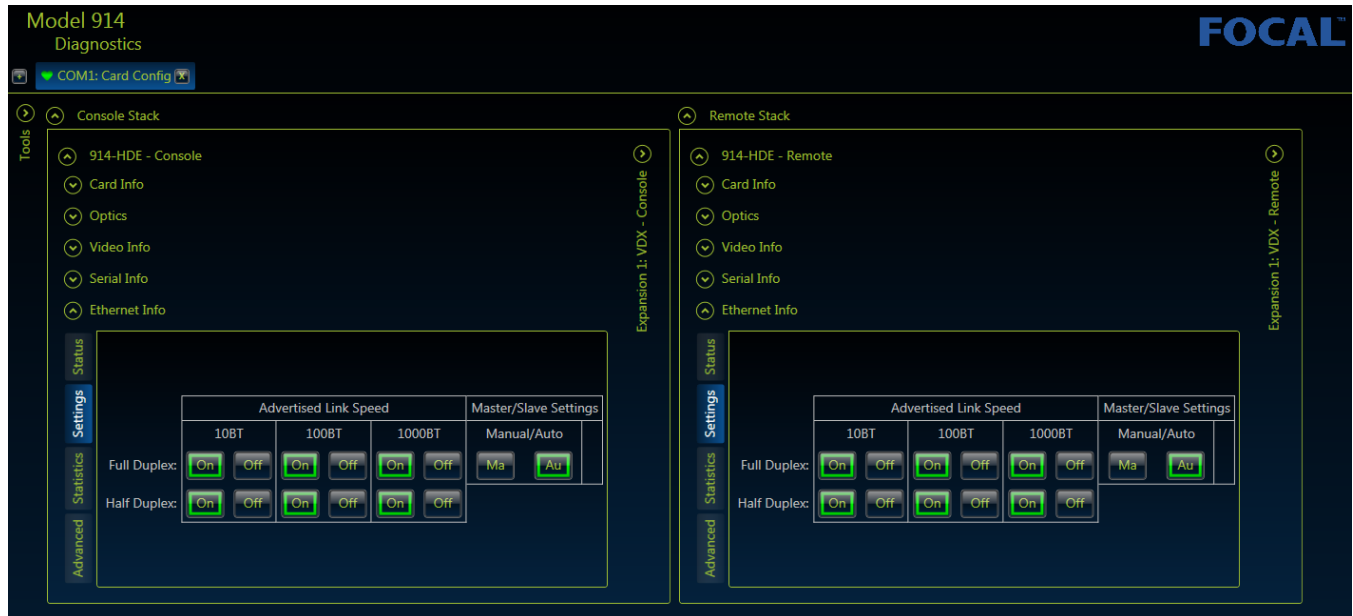 Model 914
Diagnostics
FOCAL™
COM1: Card Config X
Tools
Console Stack
914-HDE - Console
Card Info
Optics
Video Info
Serial Info
Ethernet Info
Expansion 1: VDX - Console
Status
Settings
Statistics
Advanced
Advertised Link Speed Master/Slave Settings
10BT 100BT 1000BT Manual/Auto
Full Duplex: On Off On Off On Off Ma Au
Half Duplex: On Off On Off On Off
Remote Stack
914-HDE - Remote
Card Info
Optics
Video Info
Serial Info
Ethernet Info
Expansion 1: VDX - Remote
Status
Settings
Statistics
Advanced
Advertised Link Speed Master/Slave Settings
10BT 100BT 1000BT Manual/Auto
Full Duplex: On Off On Off On Off Ma Au
Half Duplex: On Off On Off On Off